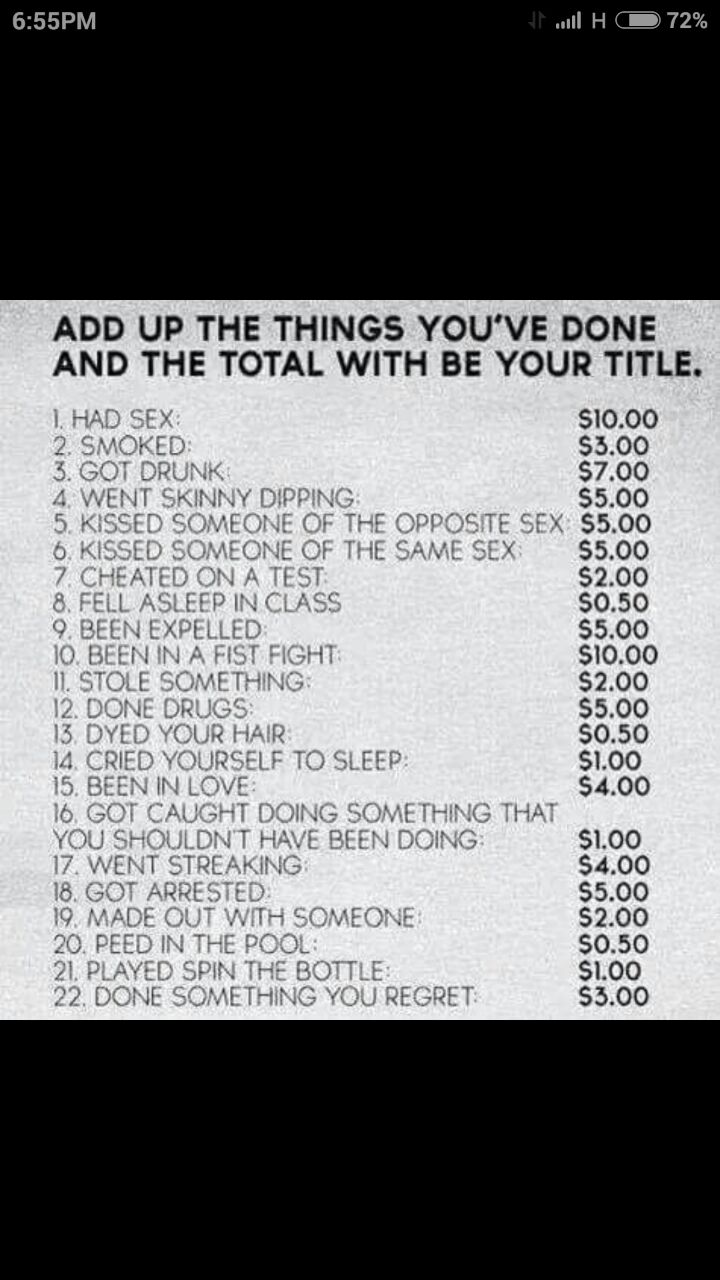 6:55PM H 72%
ADD UP THE THINGS YOU'VE DONE
AND THE TOTAL WITH BE YOUR TITLE.
1. HAD SEX: $10.00
2. SMOKED: $3.00
3. GOT DRUNK: $7.00
4. WENT SKINNY DIPPING: $5.00
5. KISSED SOMEONE OF THE OPPOSITE SEX: $5.00
6. KISSED SOMEONE OF THE SAME SEX: $5.00
7. CHEATED ON A TEST: $2.00
8. FELL ASLEEP IN CLASS $0.50
9. BEEN EXPELLED: $5.00
10. BEEN IN A FIST FIGHT: $10.00
11. STOLE SOMETHING: $2.00
12. DONE DRUGS: $5.00
13. DYED YOUR HAIR: $0.50
14. CRIED YOURSELF TO SLEEP: $1.00
15. BEEN IN LOVE: $4.00
16. GOT CAUGHT DOING SOMETHING THAT
YOU SHOULDN'T HAVE BEEN DOING: $1.00
17. WENT STREAKING: $4.00
18. GOT ARRESTED: $5.00
19. MADE OUT WITH SOMEONE: $2.00
20. PEED IN THE POOL: $0.50
21. PLAYED SPIN THE BOTTLE: $1.00
22. DONE SOMETHING YOU REGRET: $3.00